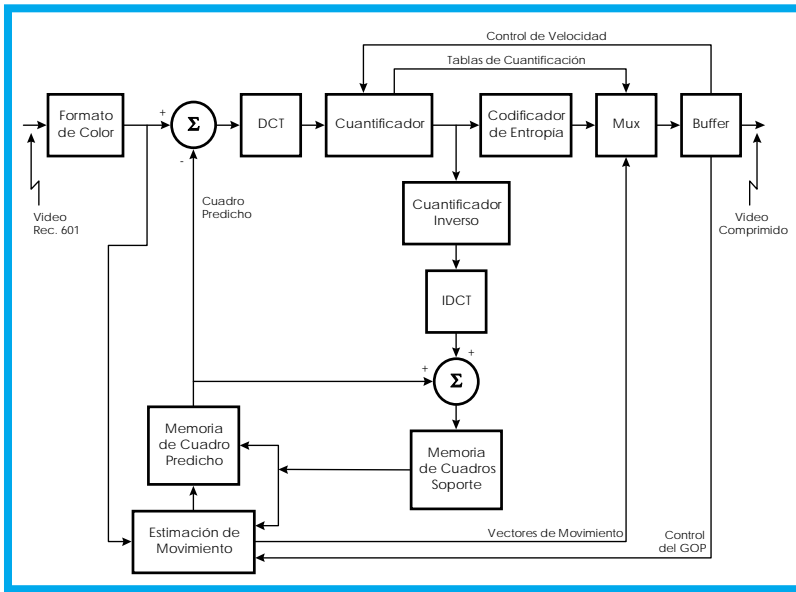 Control de Velocidad
Tablas de Cuantificación
Formato
de Color
+
Σ
-
DCT
Cuantificador
Codificador
de Entropía
Mux
Buffer
Video
Rec. 601
Cuadro
Predicho
Cuantificador
Inverso
Video
Comprimido
IDCT
+
+
Σ
Memoria
de Cuadro
Predicho
Memoria
de Cuadros
Soporte
Estimación de
Movimiento
Vectores de Movimiento
Control
del GOP